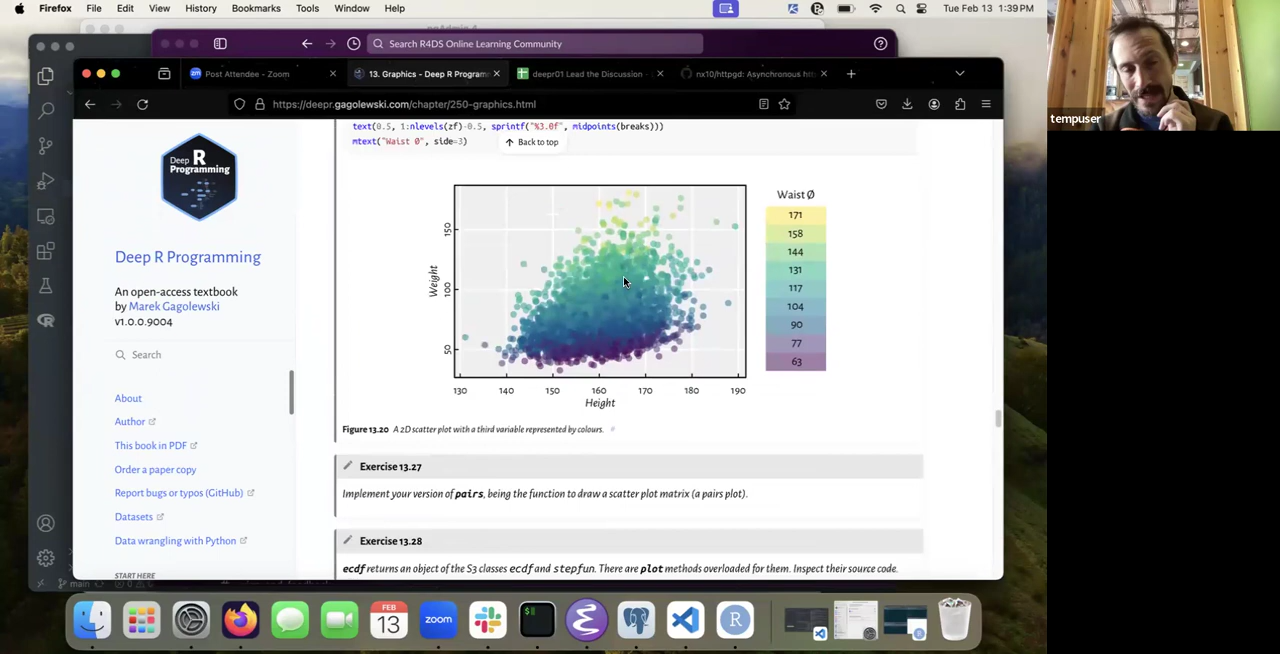 Firefox File Edit View History Bookmarks Tools Window Help Tue Feb 13 1:39 PM
Search R4DS Online Learning Community
Post Attendee - Zoom 13. Graphics - Deep R Program deepr01 Lead the Discussion - nx10/httpgd: Asynchronous ht
https://deepr.gagolewski.com/chapter/250-graphics.html
text(0.5, 1:nlevels(zf)-0.5, sprintf("%3.0f", midpoints(breaks)))
mtext("Waist Ø", side=3)
Back to top
Deep R Programming
Deep R Programming
An open-access textbook
by Marek Gagolewski
v1.0.0.9004
Search
About
Author
This book in PDF
Order a paper copy
Report bugs or typos (GitHub)
Datasets
Data wrangling with Python
START HERE
Weight
150
100
50
130 140 150 160 170 180 190
Height
Waist Ø
171
158
144
131
117
104
90
77
63
Figure 13.20 A 2D scatter plot with a third variable represented by colours.
Exercise 13.27
Implement your version of pairs, being the function to draw a scatter plot matrix (a pairs plot).
Exercise 13.28
ecdf returns an object of the S3 classes ecdf and stepfun. There are plot methods overloaded for them. Inspect their source code.
main
tempuser
FEB
13
zoom
R